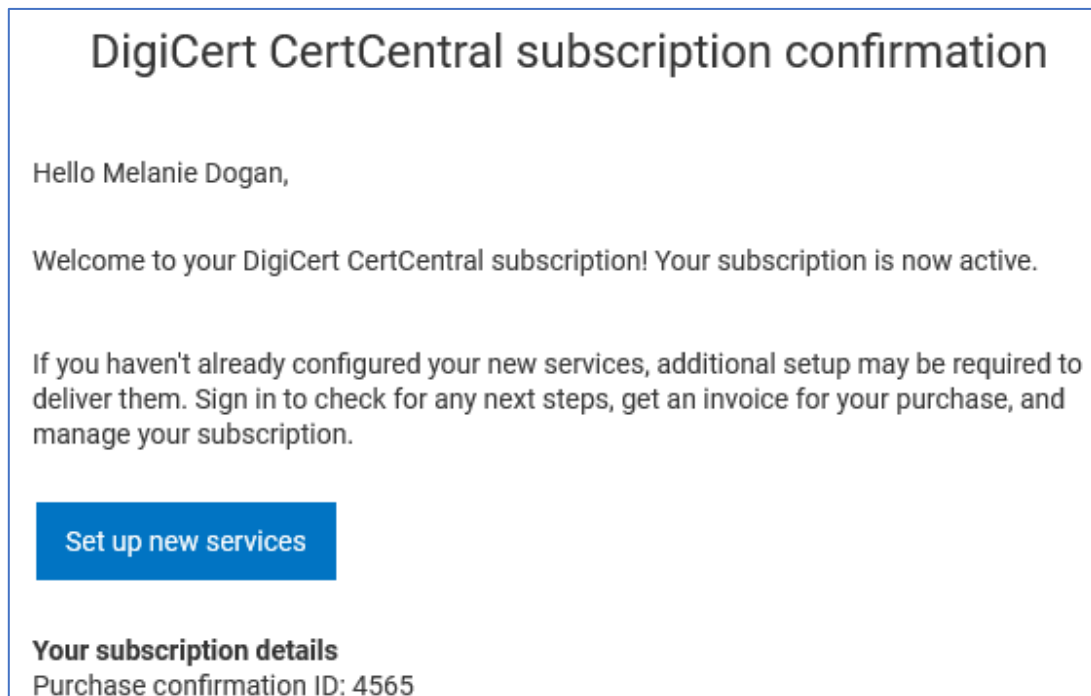 DigiCert CertCentral subscription confirmation
Hello Melanie Dogan,
Welcome to your DigiCert CertCentral subscription! Your subscription is now active.
If you haven't already configured your new services, additional setup may be required to
deliver them. Sign in to check for any next steps, get an invoice for your purchase, and
manage your subscription.
Set up new services
Your subscription details
Purchase confirmation ID: 4565